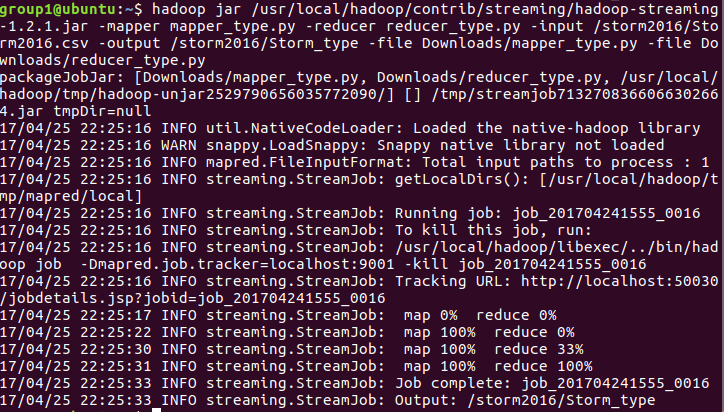 group1@ubuntu:~$ hadoop jar /usr/local/hadoop/contrib/streaming/hadoop-streaming
-1.2.1.jar -mapper mapper_type.py -reducer reducer_type.py -input /storm2016/Sto
rm2016.csv -output /storm2016/Storm_type -file Downloads/mapper_type.py -file Do
wnloads/reducer_type.py
packageJobJar: [Downloads/mapper_type.py, Downloads/reducer_type.py, /usr/local/
hadoop/tmp/hadoop-unjar2529790656035772090/] [] /tmp/streamjob713270836606630266
4.jar tmpDir=null
17/04/25 22:25:16 INFO util.NativeCodeLoader: Loaded the native-hadoop library
17/04/25 22:25:16 WARN snappy.LoadSnappy: Snappy native library not loaded
17/04/25 22:25:16 INFO mapred.FileInputFormat: Total input paths to process : 1
17/04/25 22:25:16 INFO streaming.StreamJob: getLocalDirs(): [/usr/local/hadoop/t
mp/mapred/local]
17/04/25 22:25:16 INFO streaming.StreamJob: Running job: job_201704241555_0016
17/04/25 22:25:16 INFO streaming.StreamJob: To kill this job, run:
17/04/25 22:25:16 INFO streaming.StreamJob: /usr/local/hadoop/libexec/../bin/had
oop job  -Dmapred.job.tracker=localhost:9001 -kill job_201704241555_0016
17/04/25 22:25:16 INFO streaming.StreamJob: Tracking URL: http://localhost:50030
/jobdetails.jsp?jobid=job_201704241555_0016
17/04/25 22:25:17 INFO streaming.StreamJob:  map 0%  reduce 0%
17/04/25 22:25:22 INFO streaming.StreamJob:  map 100%  reduce 0%
17/04/25 22:25:30 INFO streaming.StreamJob:  map 100%  reduce 33%
17/04/25 22:25:31 INFO streaming.StreamJob:  map 100%  reduce 100%
17/04/25 22:25:33 INFO streaming.StreamJob: Job complete: job_201704241555_0016
17/04/25 22:25:33 INFO streaming.StreamJob: Output: /storm2016/Storm_type